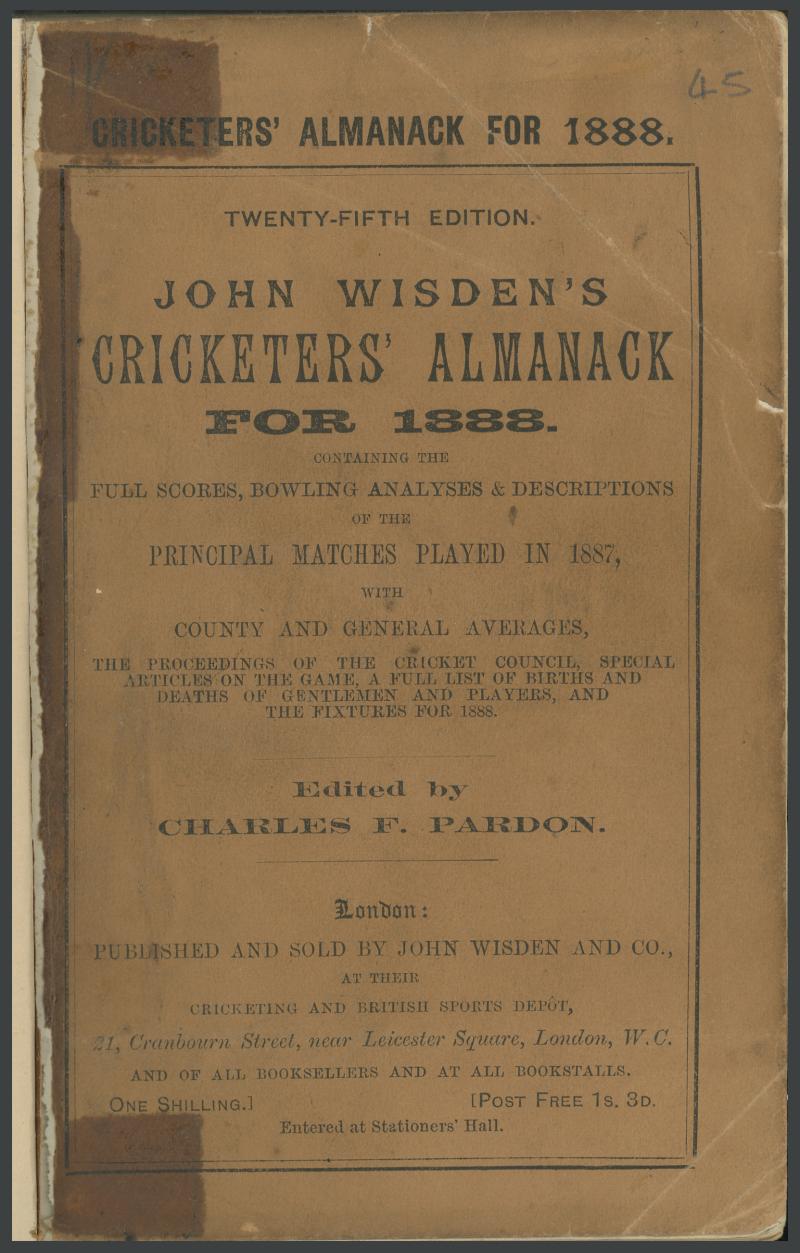 45
CRICKETERS' ALMANACK FOR 1888.
TWENTY-FIFTH EDITION.
JOHN WISDEN'S
CRICKETERS' ALMANACK
FOR 1888.
CONTAINING THE
FULL SCORES, BOWLING ANALYSES & DESCRIPTIONS
OF THE
PRINCIPAL MATCHES PLAYED IN 1887,
WITH
COUNTY AND GENERAL AVERAGES,
THE PROCEEDINGS OF THE CRICKET COUNCIL, SPECIAL
ARTICLES ON THE GAME, A FULL LIST OF BIRTHS AND
DEATHS OF GENTLEMEN AND PLAYERS, AND
THE FIXTURES FOR 1888.
Edited by
CHARLES F. PARDON.
London:
PUBLISHED AND SOLD BY JOHN WISDEN AND CO.,
AT THEIR
CRICKETING AND BRITISH SPORTS DEPÔT,
21, Cranbourn Street, near Leicester Square, London, W.C.
AND OF ALL BOOKSELLERS AND AT ALL BOOKSTALLS.
ONE SHILLING.] [POST FREE 1S. 3D.
Entered at Stationers' Hall.